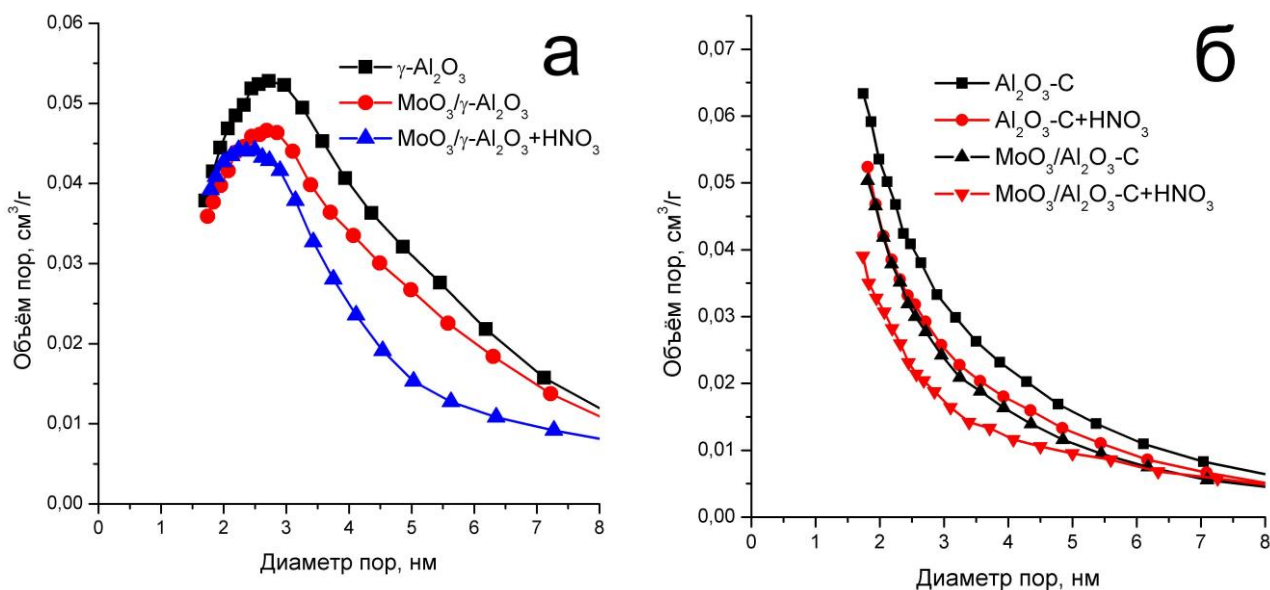 а
γ-Al₂O₃
MoO₃/γ-Al₂O₃
MoO₃/γ-Al₂O₃+HNO₃
Объём пор, см³/г
0,06
0,05
0,04
0,03
0,02
0,01
0,00
0 1 2 3 4 5 6 7 8
Диаметр пор, нм
б
Al₂O₃-C
Al₂O₃-C+HNO₃
MoO₃/Al₂O₃-C
MoO₃/Al₂O₃-C+HNO₃
Объём пор, см³/г
0,07
0,06
0,05
0,04
0,03
0,02
0,01
0,00
0 1 2 3 4 5 6 7 8
Диаметр пор, нм